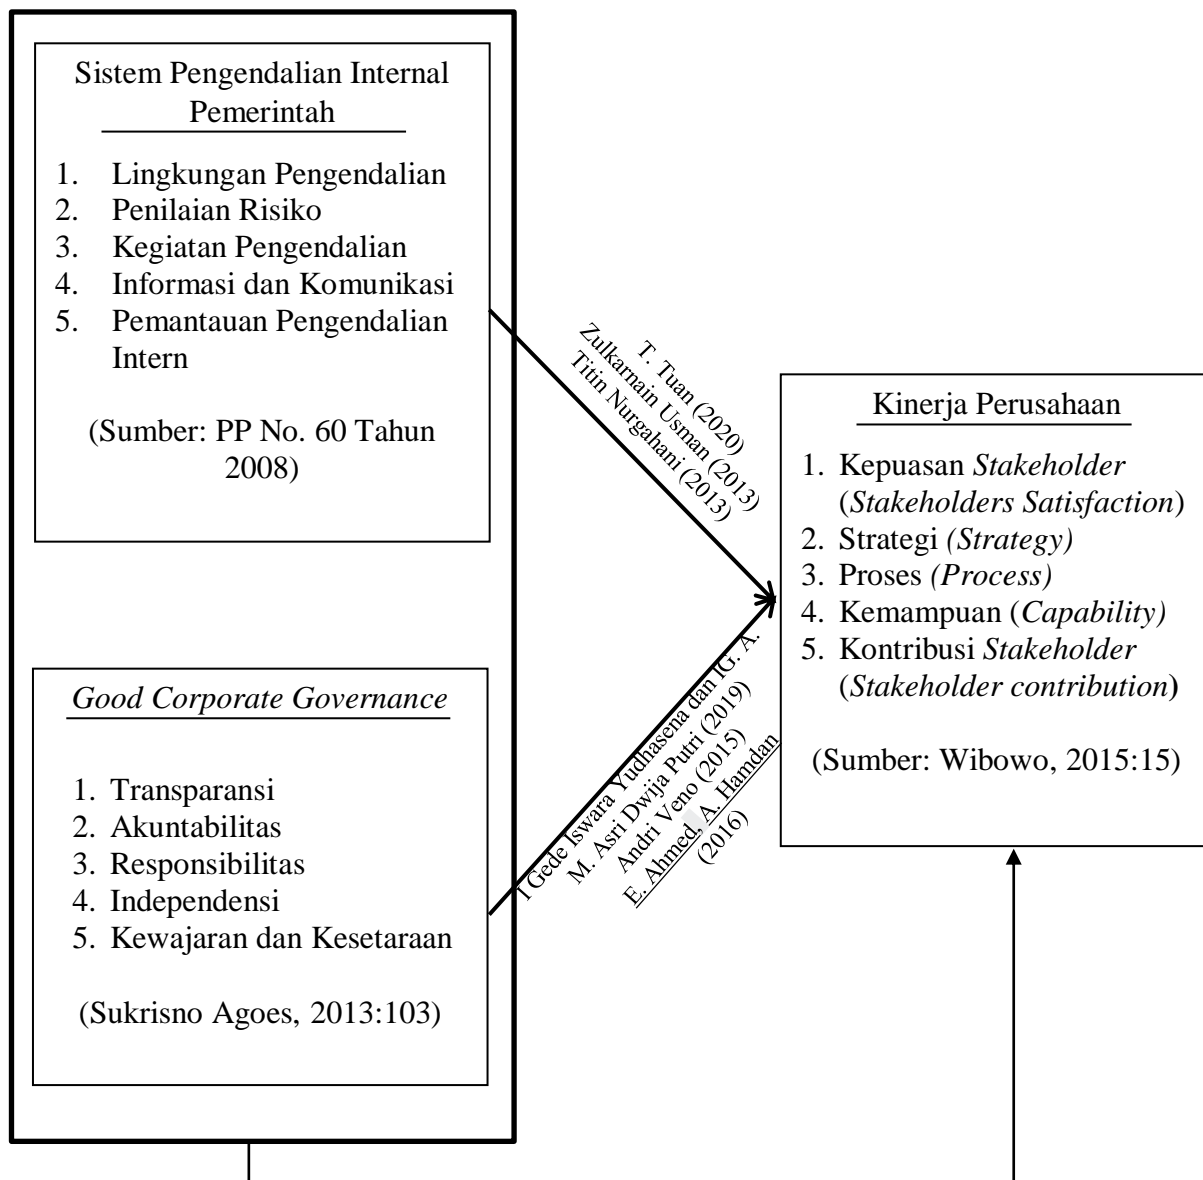 Sistem Pengendalian Internal
Pemerintah
1. Lingkungan Pengendalian
2. Penilaian Risiko
3. Kegiatan Pengendalian
4. Informasi dan Komunikasi
5. Pemantauan Pengendalian
Intern
(Sumber: PP No. 60 Tahun
2008)
T. Tuan (2020)
Zulkarnain Usman (2013)
Titin Nurgahani (2013)
Kinerja Perusahaan
1. Kepuasan Stakeholder
(Stakeholders Satisfaction)
2. Strategi (Strategy)
3. Proses (Process)
4. Kemampuan (Capability)
5. Kontribusi Stakeholder
(Stakeholder contribution)
(Sumber: Wibowo, 2015:15)
Good Corporate Governance
1. Transparansi
2. Akuntabilitas
3. Responsibilitas
4. Independensi
5. Kewajaran dan Kesetaraan
(Sukrisno Agoes, 2013:103)
I Gede Iswara Yudhasena dan IG. A.
M. Asri Dwija Putri (2019)
Andri Veno (2015)
E. Ahmed, A. Hamdan
(2016)